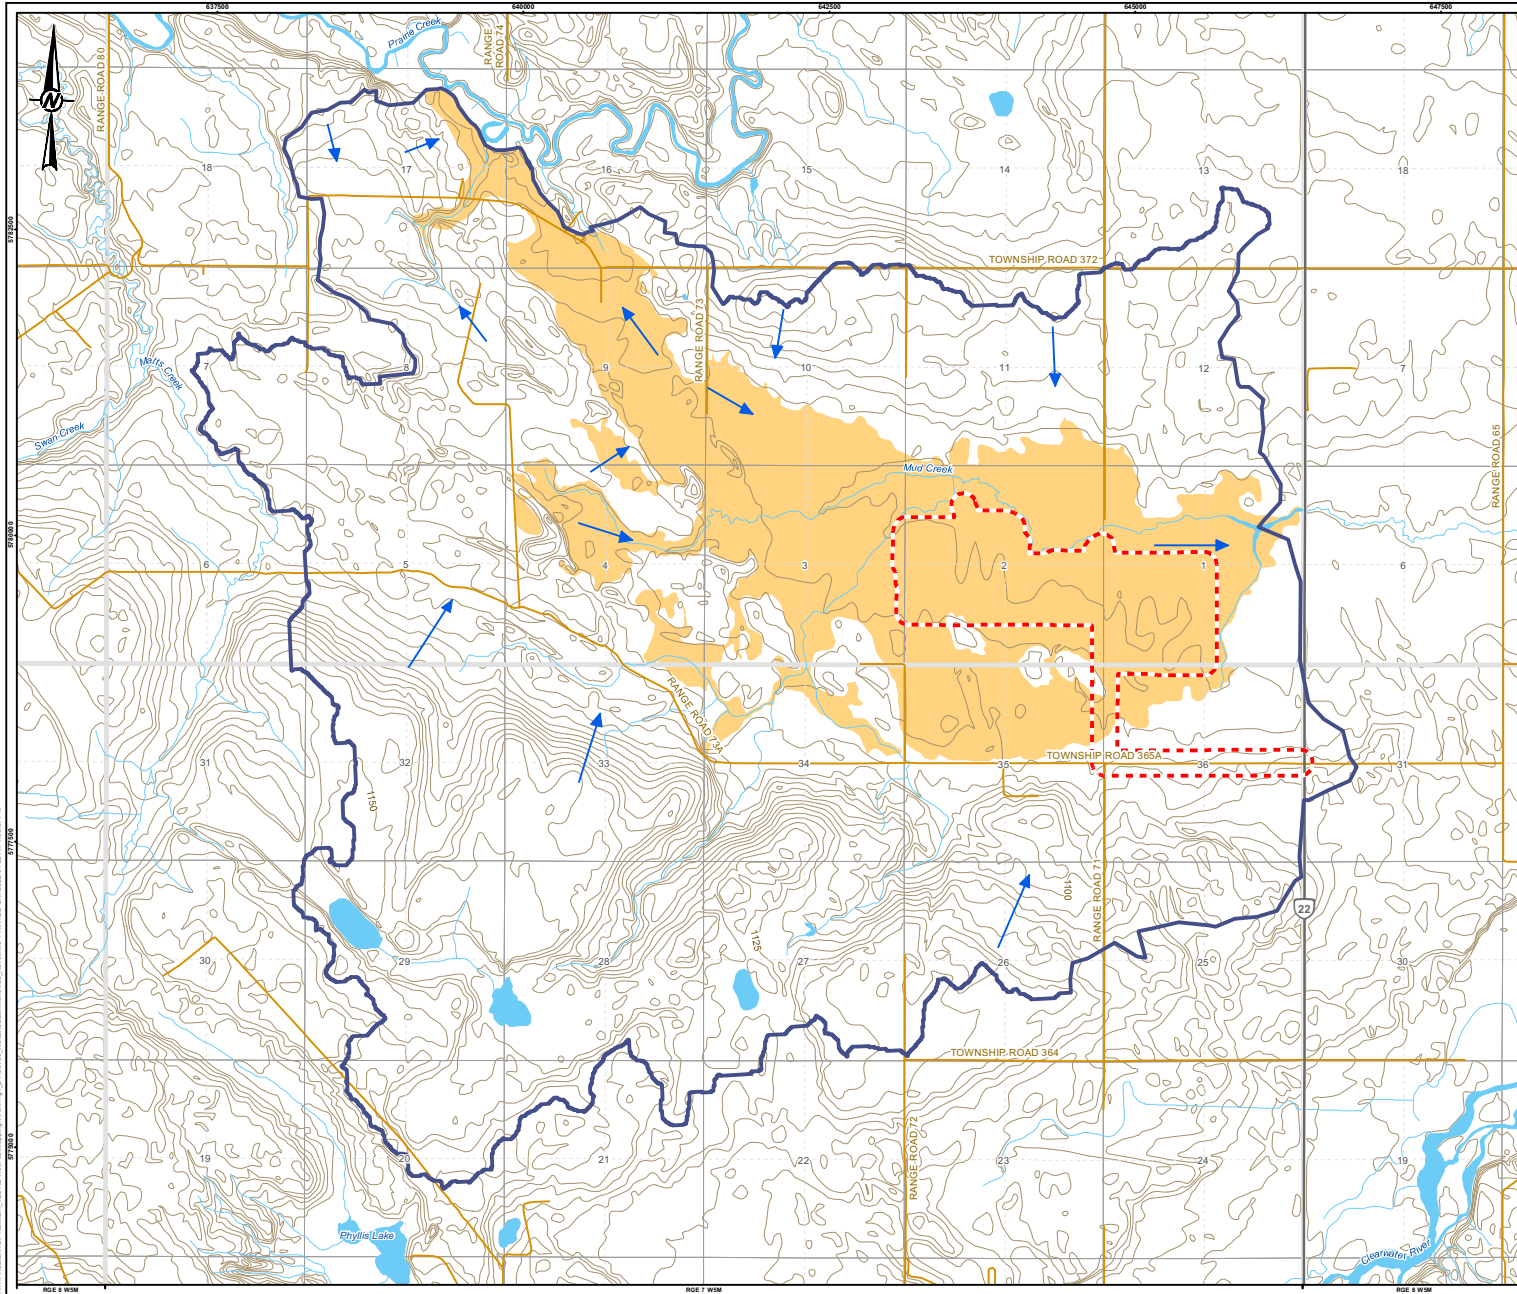 637500
640000
642500
645000
647500
Prairie Creek
RANGE ROAD 80
RANGE ROAD 74
N
18
17
16
15
14
13
18
5782500
TOWNSHIP ROAD 372
RANGE ROAD 73
7
8
9
10
11
12
7
Matts Creek
Swan Creek
RANGE ROAD 65
Mud Creek
5780000
6
5
4
3
2
1
6
RANGE ROAD 73A
TOWNSHIP ROAD 365A
31
32
33
34
35
36
31
1150
5777500
1100
RANGE ROAD 71
22
1125
30
29
28
27
26
25
30
TOWNSHIP ROAD 364
5775000
RANGE ROAD 72
19
20
21
22
23
24
19
Phyllis Lake
Clearwater River
RGE 8 W5M
RGE 7 W5M
RGE 6 W5M